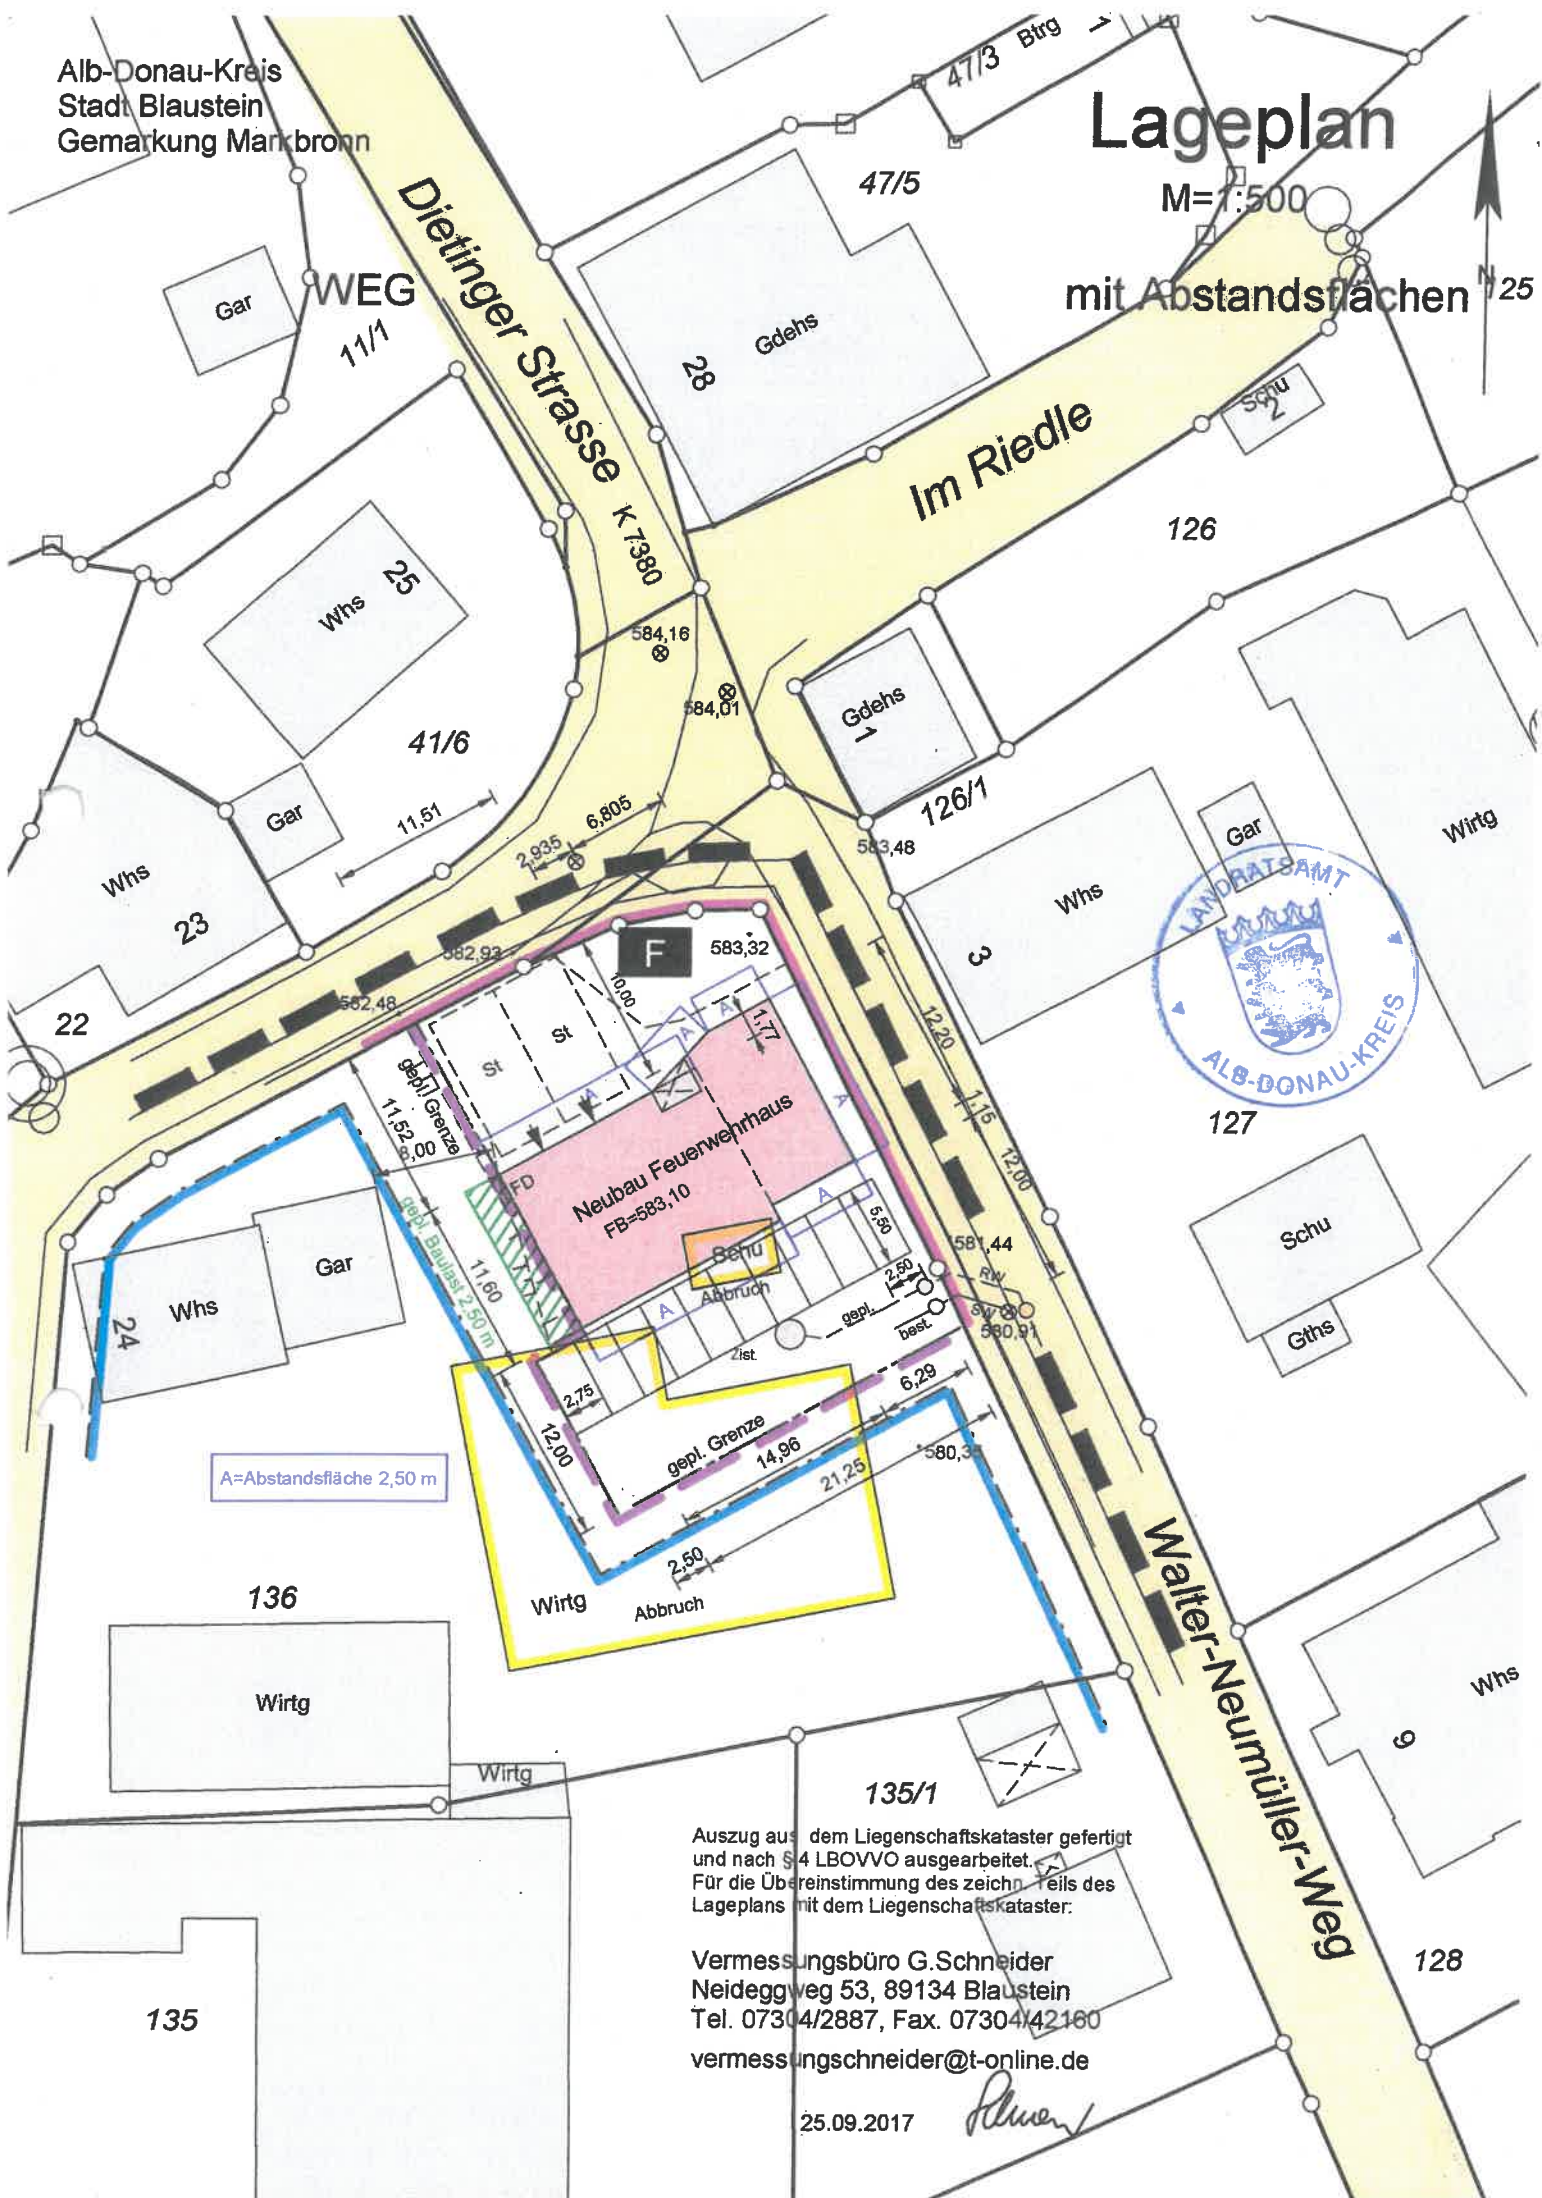 Alb-Donau-Kreis
Stadt Blaustein
Gemarkung Markbronn
Lageplan
M=1:500
mit Abstandsflächen
N
125
47/3
Btrg
1
47/5
Dietinger Strasse
K 7380
WEG
11/1
Gar
28
Gdehs
Schu
2
Im Riedle
126
Whs
25
584,16
584,01
41/6
Gdehs
1
126/1
Gar
11,51
2,935
6,805
583,48
Whs
23
Whs
3
Gar
Wirtg
LANDRATSAMT
ALB-DONAU-KREIS
22
582,93
582,48
F
583,32
10,00
St
St
A
A
A
A
1,77
12,20
1,15
12,00
127
gepl. Grenze
11,52
8,00
FD
Neubau Feuerwehrhaus
FB=583,10
A
A
5,50
Schu
Abbruch
gepl. Baulast 2,50 m
11,60
581,44
2,50
RW
SW
gepl.
best.
580,91
Zist.
Schu
Gths
Gar
Whs
24
2,75
12,00
6,29
gepl. Grenze
14,96
21,25
A=Abstandsfläche 2,50 m
2,50
Wirtg
Abbruch
136
Wirtg
Wirtg
Walter-Neumüller-Weg
Whs
9
135/1
Auszug aus dem Liegenschaftskataster gefertigt
und nach § 4 LBOVVO ausgearbeitet.
Für die Übereinstimmung des zeichn. Teils des
Lageplans mit dem Liegenschaftskataster:
Vermessungsbüro G.Schneider
Neideggweg 53, 89134 Blaustein
Tel. 07304/2887, Fax. 07304/42160
vermessungschneider@t-online.de
25.09.2017
128
135